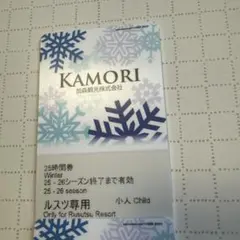 KAMORI
加森観光株式会社
25時間券
Winter
25 - 26シーズン終了まで有効
25 - 26 season
ルスツ専用 小人 Child
Only for Rusutsu Resort